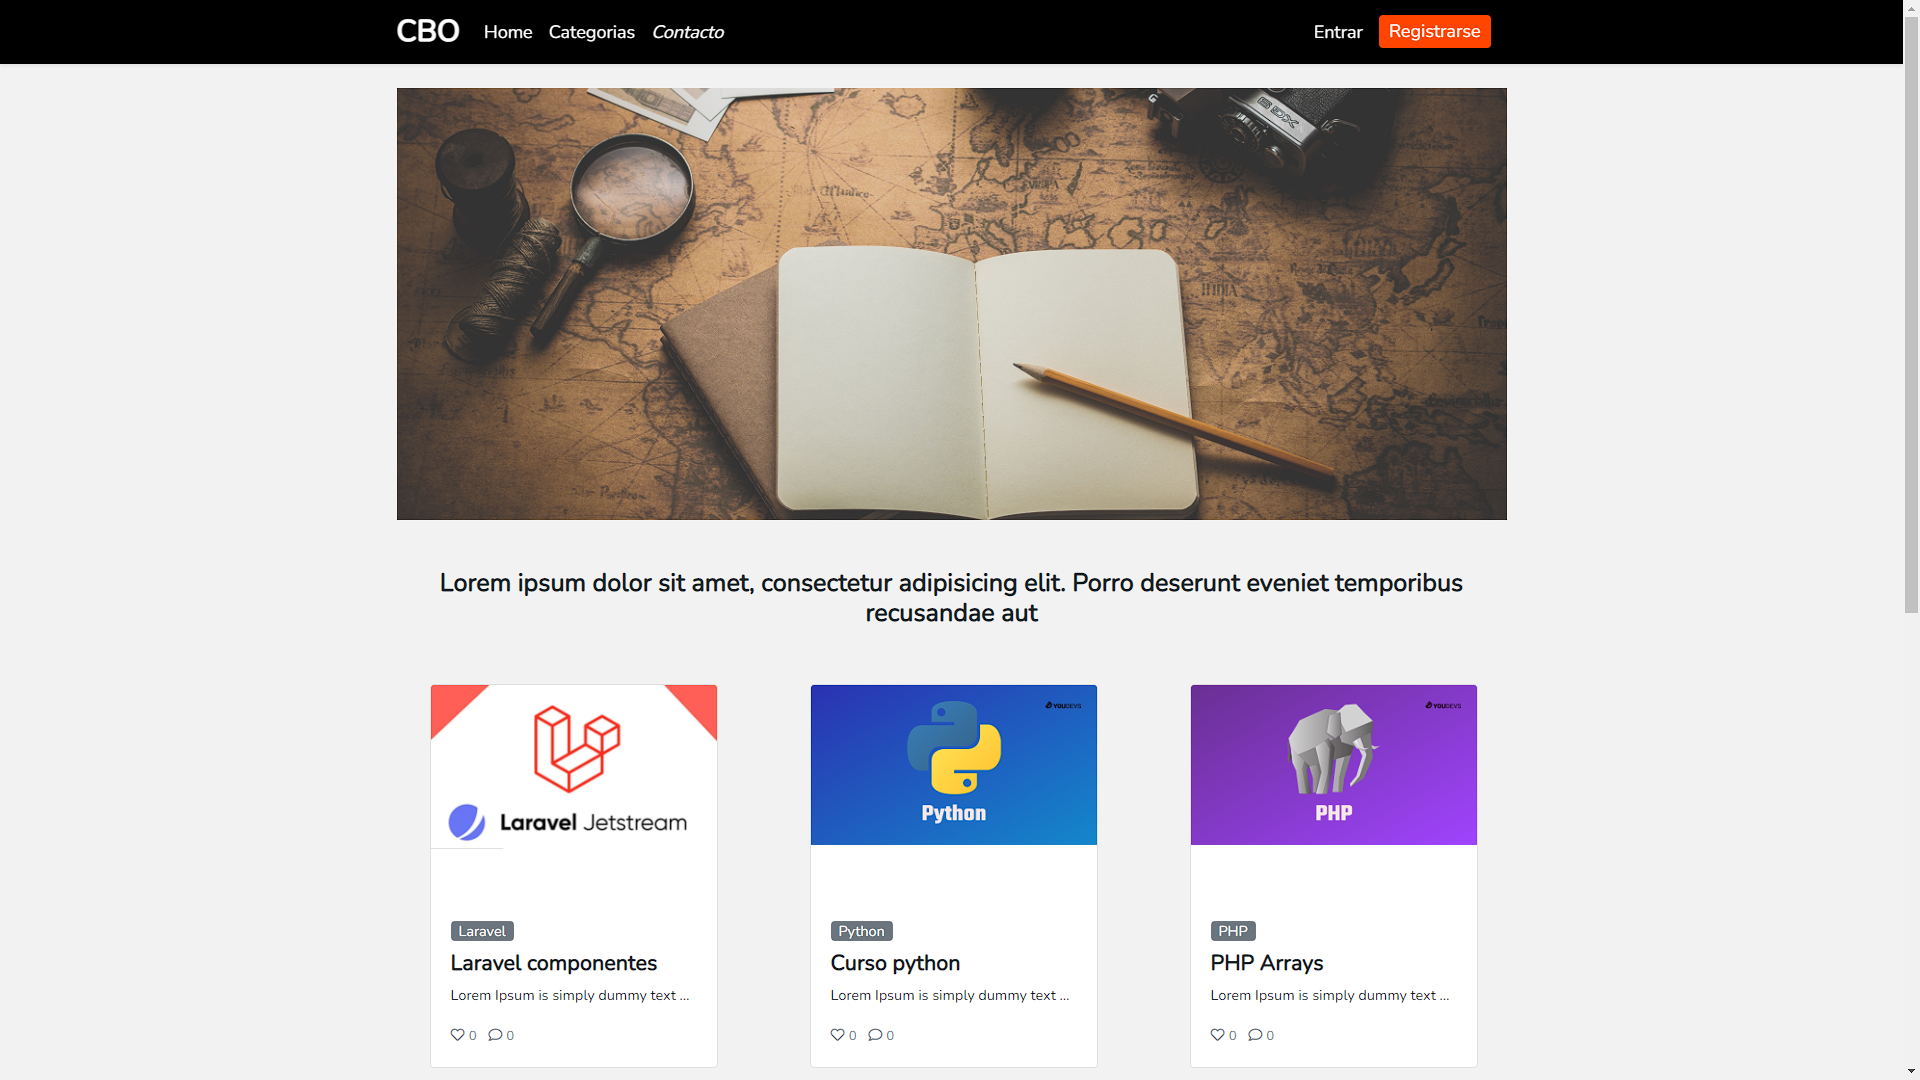 CBO Home Categorias Contacto Entrar Registrarse
6DX
INDIA
Lorem ipsum dolor sit amet, consectetur adipisicing elit. Porro deserunt eveniet temporibus
recusandae aut
Laravel Jetstream
YOUDEVS
Python
YOUDEVS
PHP
Laravel
Laravel componentes
Lorem Ipsum is simply dummy text ...
0 0
Python
Curso python
Lorem Ipsum is simply dummy text ...
0 0
PHP
PHP Arrays
Lorem Ipsum is simply dummy text ...
0 0